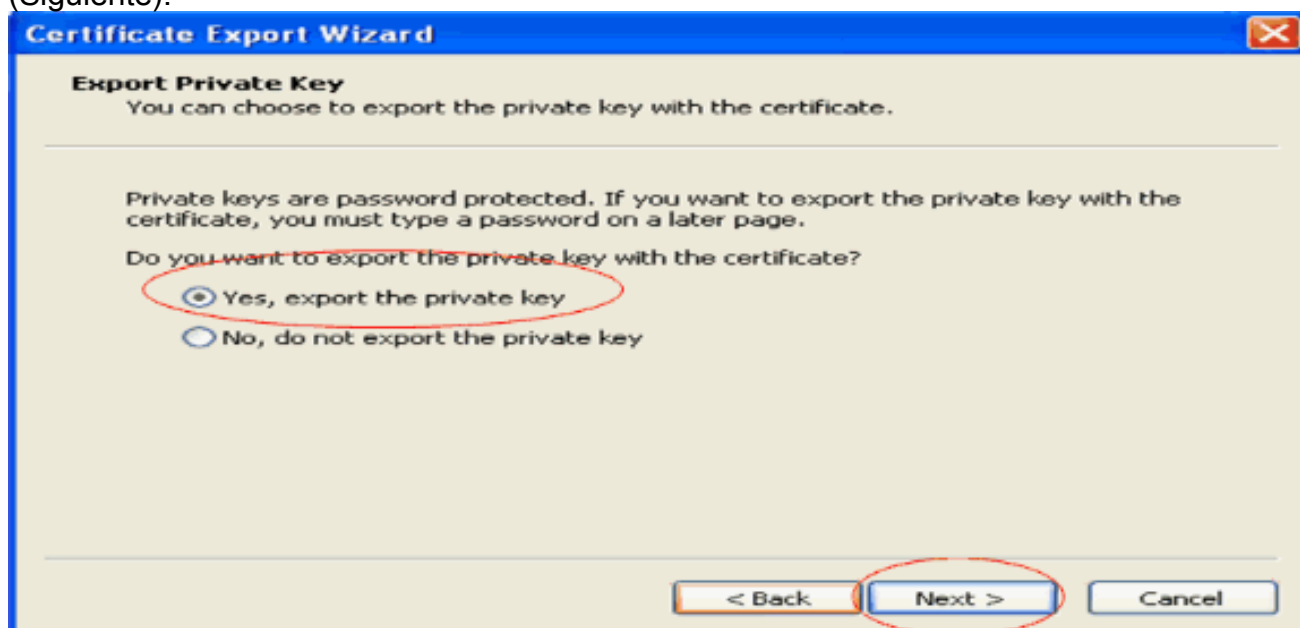 (Siguiente).
Certificate Export Wizard
Export Private Key
You can choose to export the private key with the certificate.
Private keys are password protected. If you want to export the private key with the
certificate, you must type a password on a later page.
Do you want to export the private key with the certificate?
Yes, export the private key
No, do not export the private key
< Back
Next >
Cancel